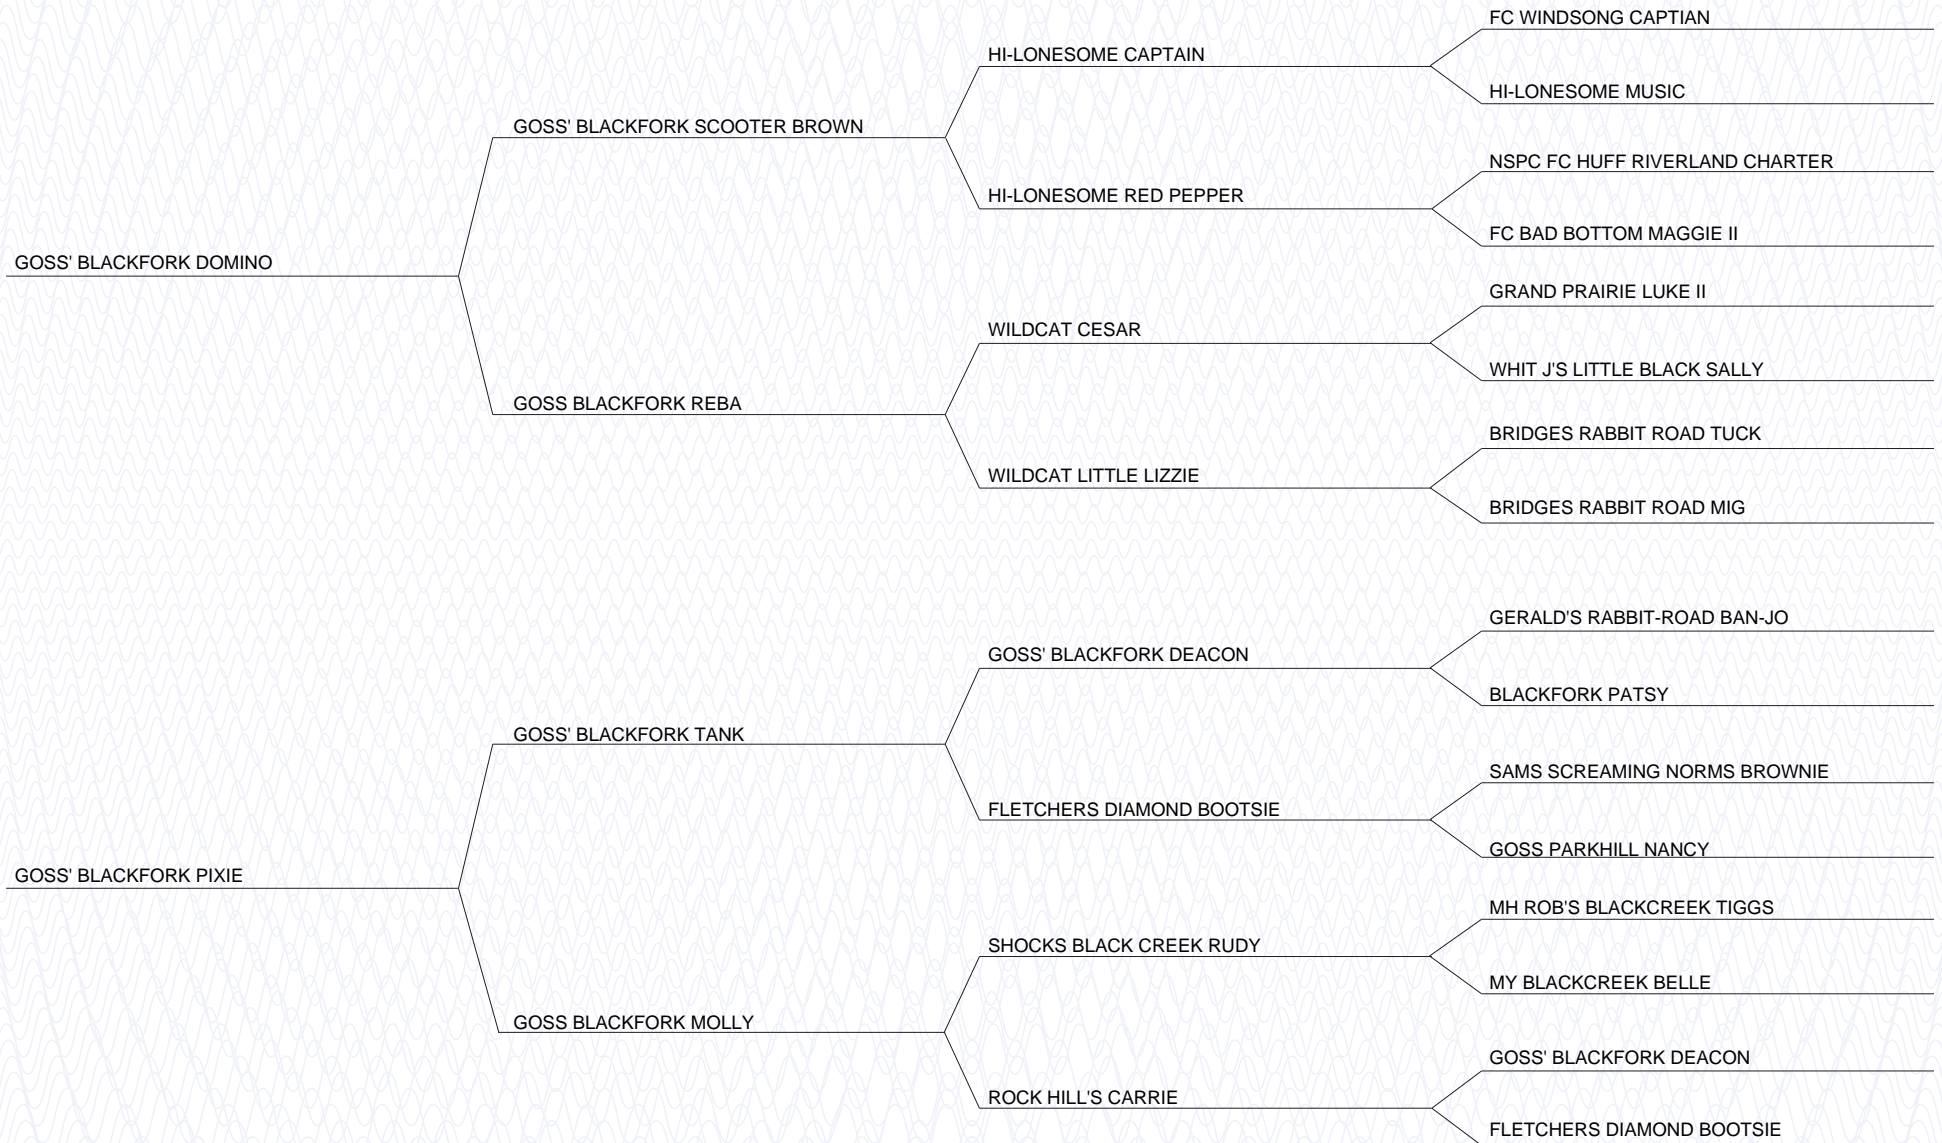 FC WINDSONG CAPTIAN
HI-LONESOME CAPTAIN
HI-LONESOME MUSIC
GOSS' BLACKFORK SCOOTER BROWN
NSPC FC HUFF RIVERLAND CHARTER
HI-LONESOME RED PEPPER
FC BAD BOTTOM MAGGIE II
GOSS' BLACKFORK DOMINO
GRAND PRAIRIE LUKE II
WILDCAT CESAR
WHIT J'S LITTLE BLACK SALLY
GOSS BLACKFORK REBA
BRIDGES RABBIT ROAD TUCK
WILDCAT LITTLE LIZZIE
BRIDGES RABBIT ROAD MIG
GERALD'S RABBIT-ROAD BAN-JO
GOSS' BLACKFORK DEACON
BLACKFORK PATSY
GOSS' BLACKFORK TANK
SAMS SCREAMING NORMS BROWNIE
FLETCHERS DIAMOND BOOTSIE
GOSS PARKHILL NANCY
GOSS' BLACKFORK PIXIE
MH ROB'S BLACKCREEK TIGGS
SHOCKS BLACK CREEK RUDY
MY BLACKCREEK BELLE
GOSS BLACKFORK MOLLY
GOSS' BLACKFORK DEACON
ROCK HILL'S CARRIE
FLETCHERS DIAMOND BOOTSIE